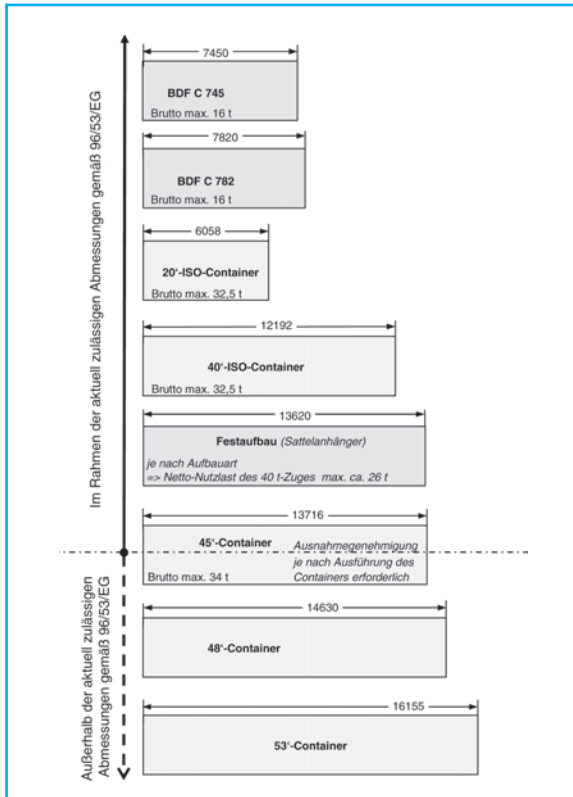 Im Rahmen der aktuell zulässigen Abmessungen gemäß 96/53/EG
7450
BDF C 745
Brutto max. 16 t
7820
BDF C 782
Brutto max. 16 t
6058
20'-ISO-Container
Brutto max. 32,5 t
12192
40'-ISO-Container
Brutto max. 32,5 t
13620
Festaufbau (Sattelanhänger)
je nach Aufbauart
=> Netto-Nutzlast des 40 t-Zuges max. ca. 26 t
13716
45'-Container
Ausnahmegenehmigung
je nach Ausführung des
Containers erforderlich
Brutto max. 34 t
Außerhalb der aktuell zulässigen
Abmessungen gemäß 96/53/EG
14630
48'-Container
16155
53'-Container